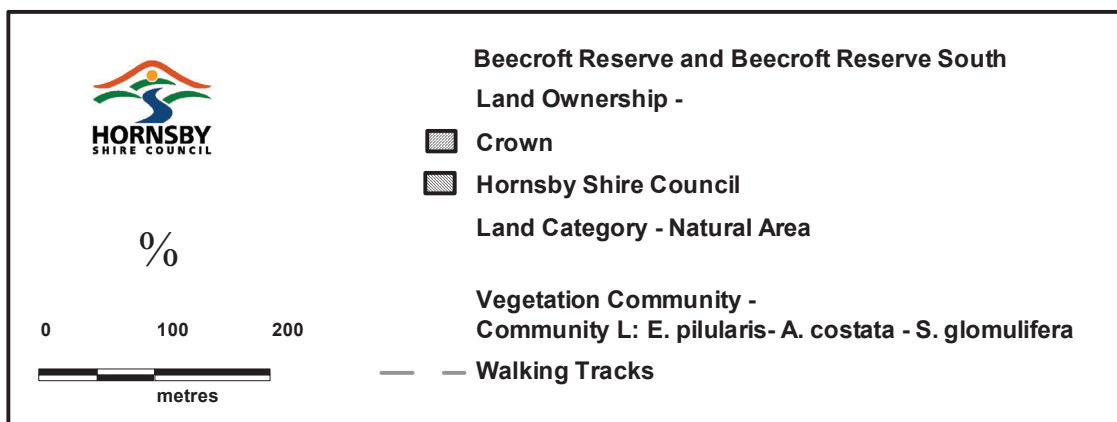 HORNSBY
SHIRE COUNCIL
%
0 100 200
metres
Beecroft Reserve and Beecroft Reserve South
Land Ownership -
Crown
Hornsby Shire Council
Land Category - Natural Area
Vegetation Community -
Community L: E. pilularis- A. costata - S. glomulifera
Walking Tracks